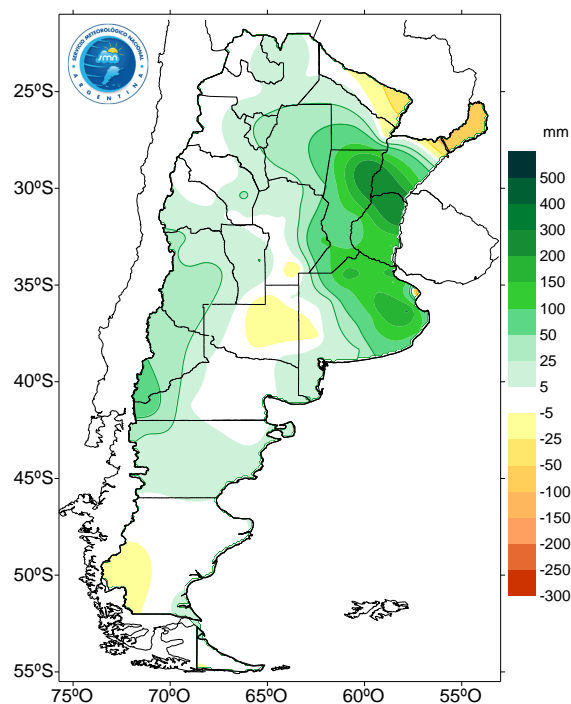 SERVICIO METEOROLÓGICO NACIONAL
smn
ARGENTINA
mm
500
400
300
200
150
100
50
25
5
-5
-25
-50
-100
-150
-200
-250
-300
25ºS
30ºS
35ºS
40ºS
45ºS
50ºS
55ºS
75ºO
70ºO
65ºO
60ºO
55ºO